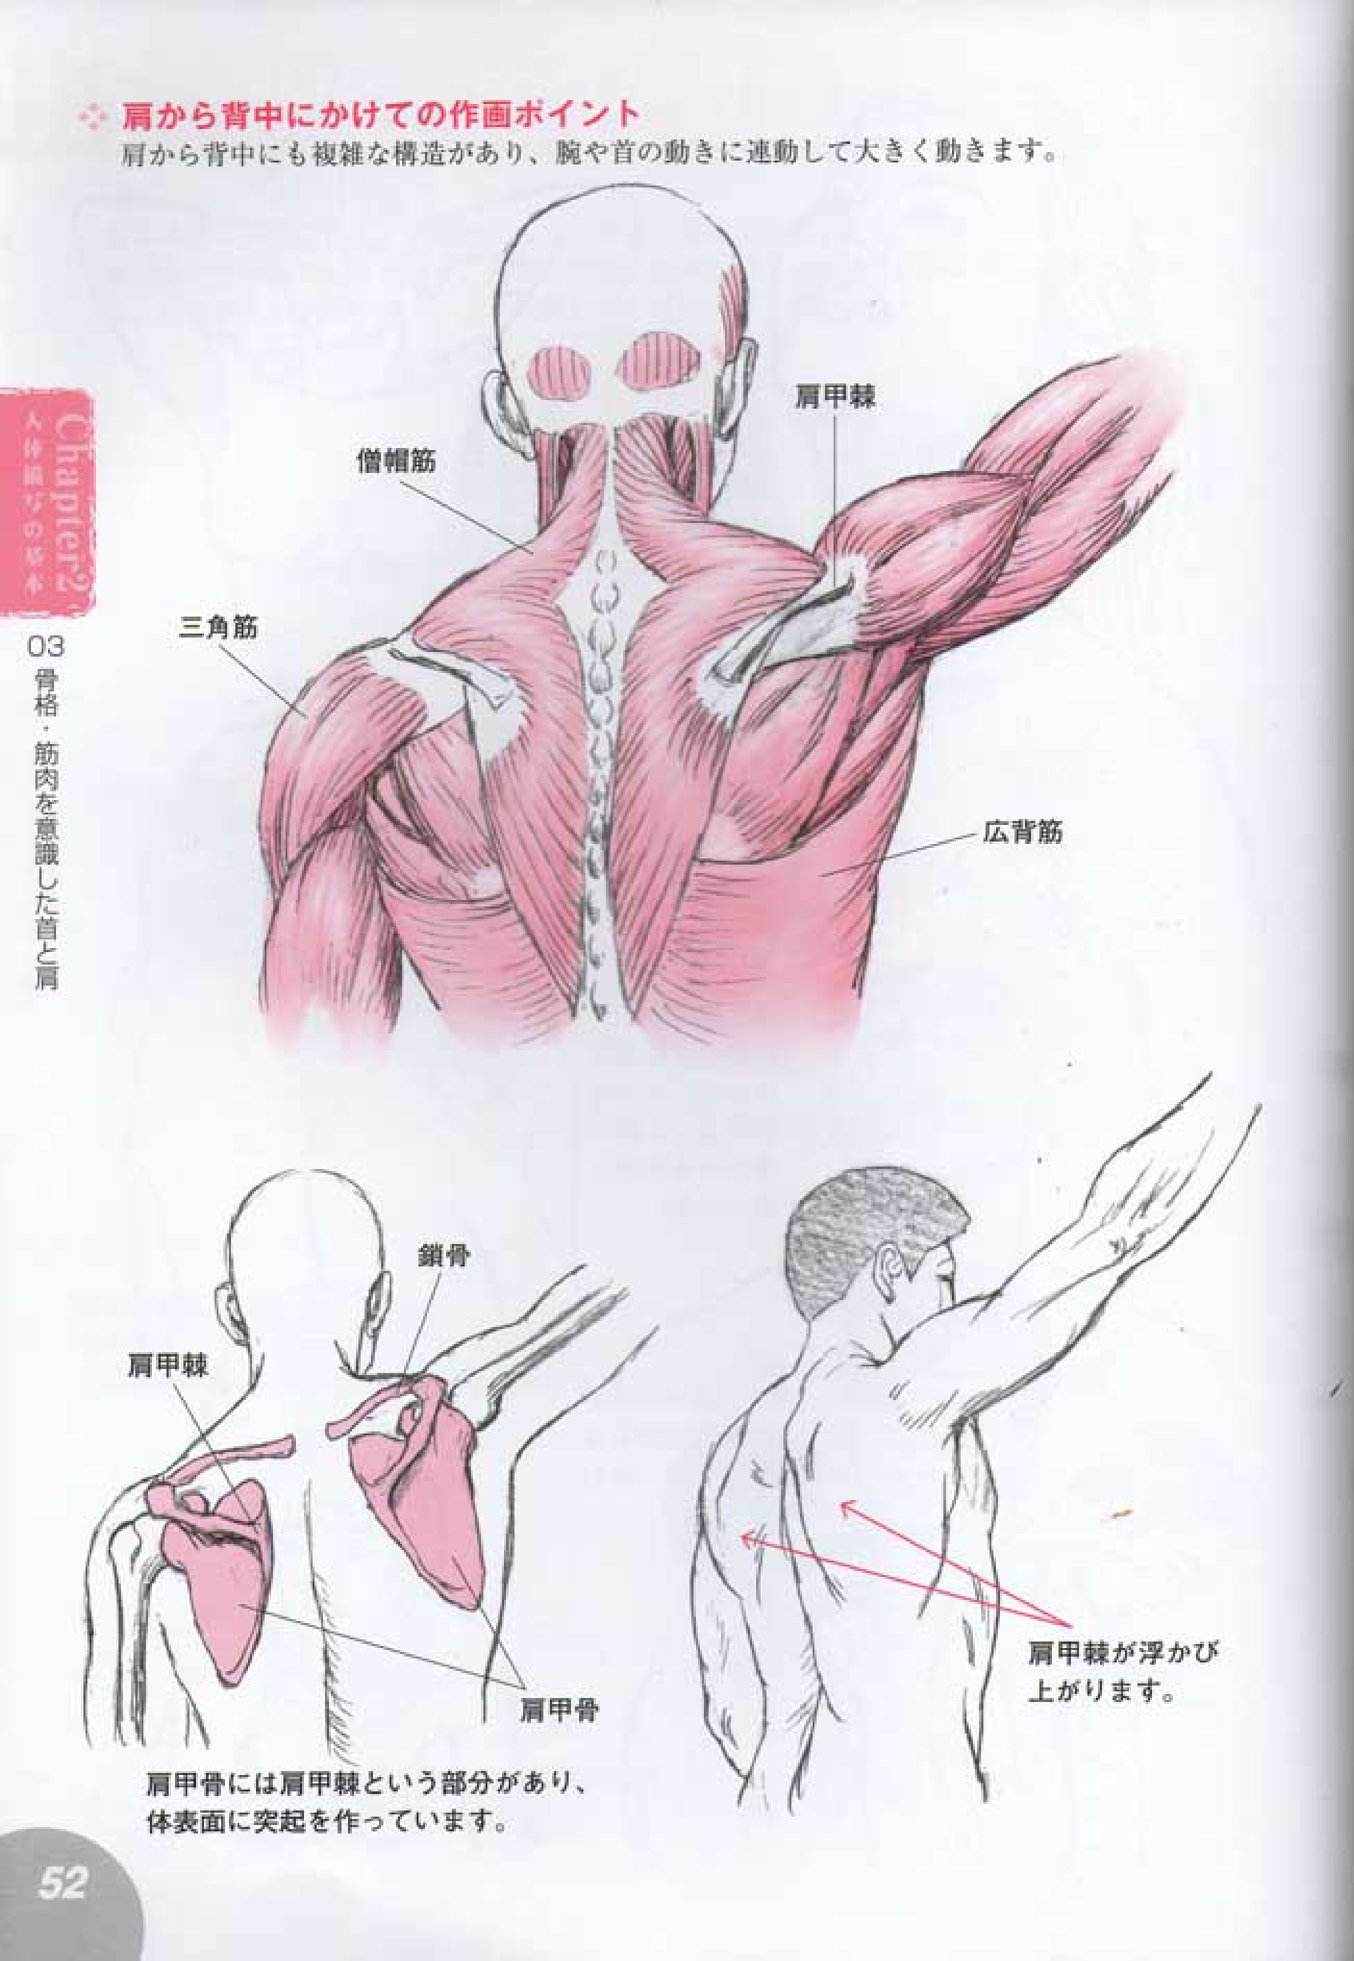 肩から背中にかけての作画ポイント
肩から背中にも複雑な構造があり、腕や首の動きに連動して大きく動きます。
肩甲棘
僧帽筋
三角筋
広背筋
Chapter2
人体描写の基本
03 骨格・筋肉を意識した首と肩
鎖骨
肩甲棘
肩甲骨
肩甲棘が浮かび
上がります。
肩甲骨には肩甲棘という部分があり、
体表面に突起を作っています。
52